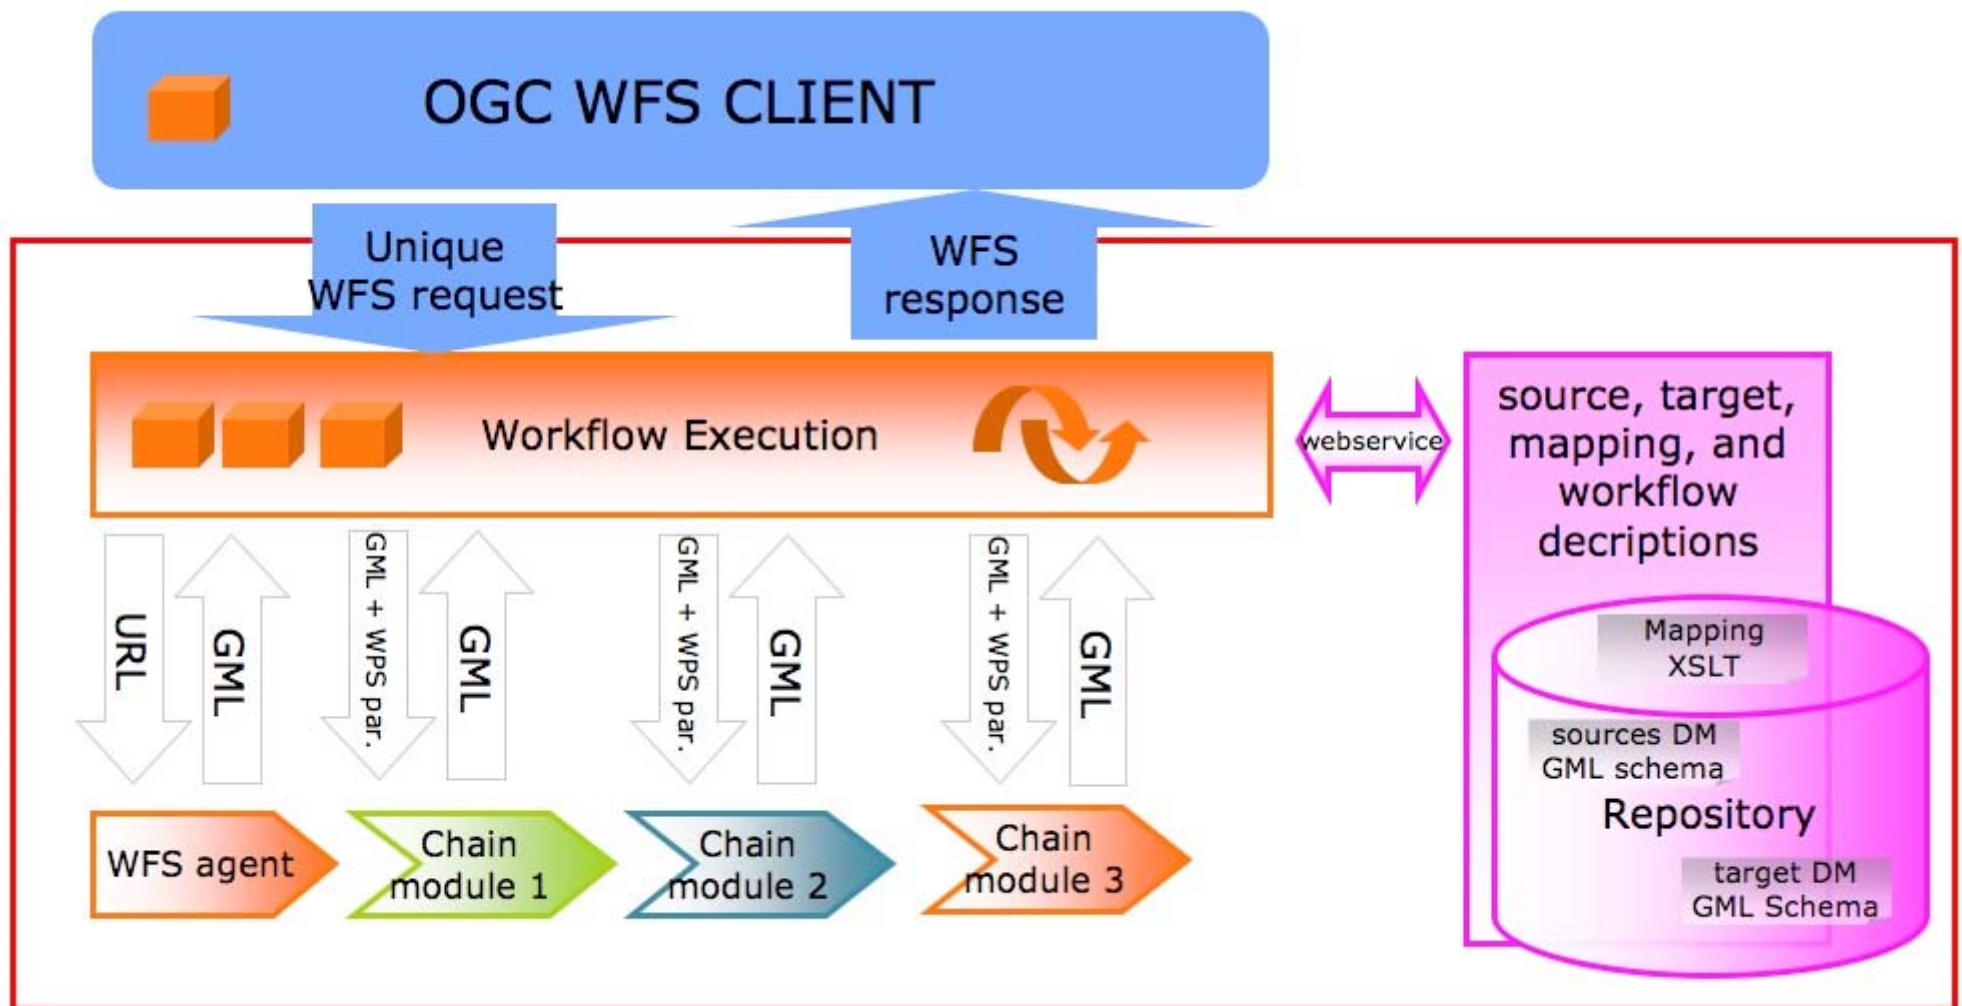 OGC WFS CLIENT
Unique
WFS request
WFS
response
Workflow Execution
webservice
source, target,
mapping, and
workflow
decriptions
URL
GML
GML + WPS par.
GML
GML + WPS par.
GML
GML + WPS par.
GML
Mapping
XSLT
sources DM
GML schema
Repository
target DM
GML Schema
WFS agent
Chain
module 1
Chain
module 2
Chain
module 3